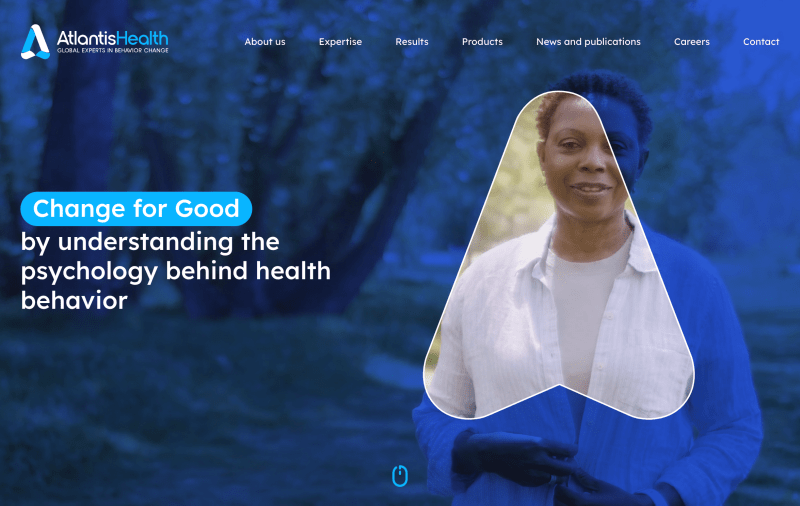 AtlantisHealth
GLOBAL EXPERTS IN BEHAVIOR CHANGE
About us
Expertise
Results
Products
News and publications
Careers
Contact
Change for Good
by understanding the
psychology behind health
behavior